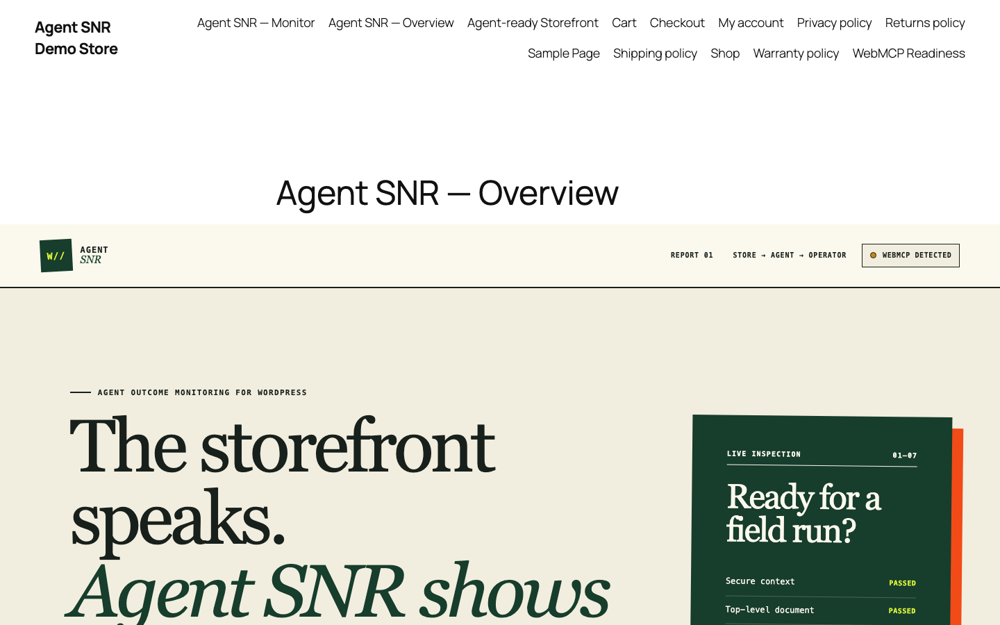 Agent SNR
Demo Store
Agent SNR — Monitor Agent SNR — Overview Agent-ready Storefront Cart Checkout My account Privacy policy Returns policy
Sample Page Shipping policy Shop Warranty policy WebMCP Readiness
Agent SNR — Overview
W//
AGENT
SNR
REPORT 01
STORE → AGENT → OPERATOR
WEBMCP DETECTED
AGENT OUTCOME MONITORING FOR WORDPRESS
The storefront
speaks.
Agent SNR shows
LIVE INSPECTION 01—07
Ready for a
field run?
Secure context PASSED
Top-level document PASSED